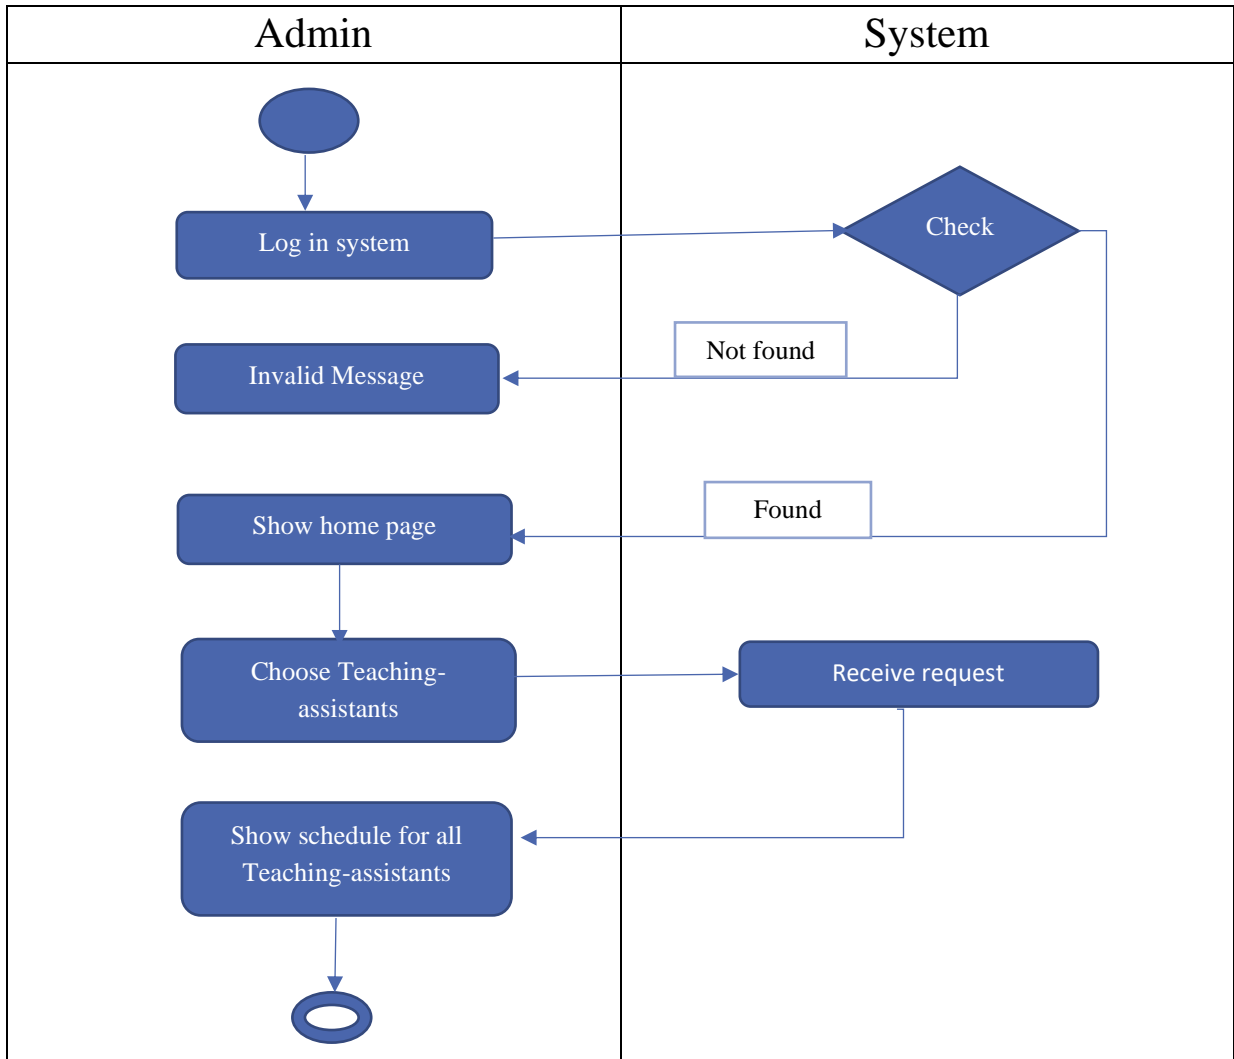 Admin
System
Check
Log in system
Not found
Invalid Message
Found
Show home page
Choose Teaching-
assistants
Receive request
Show schedule for all
Teaching-assistants